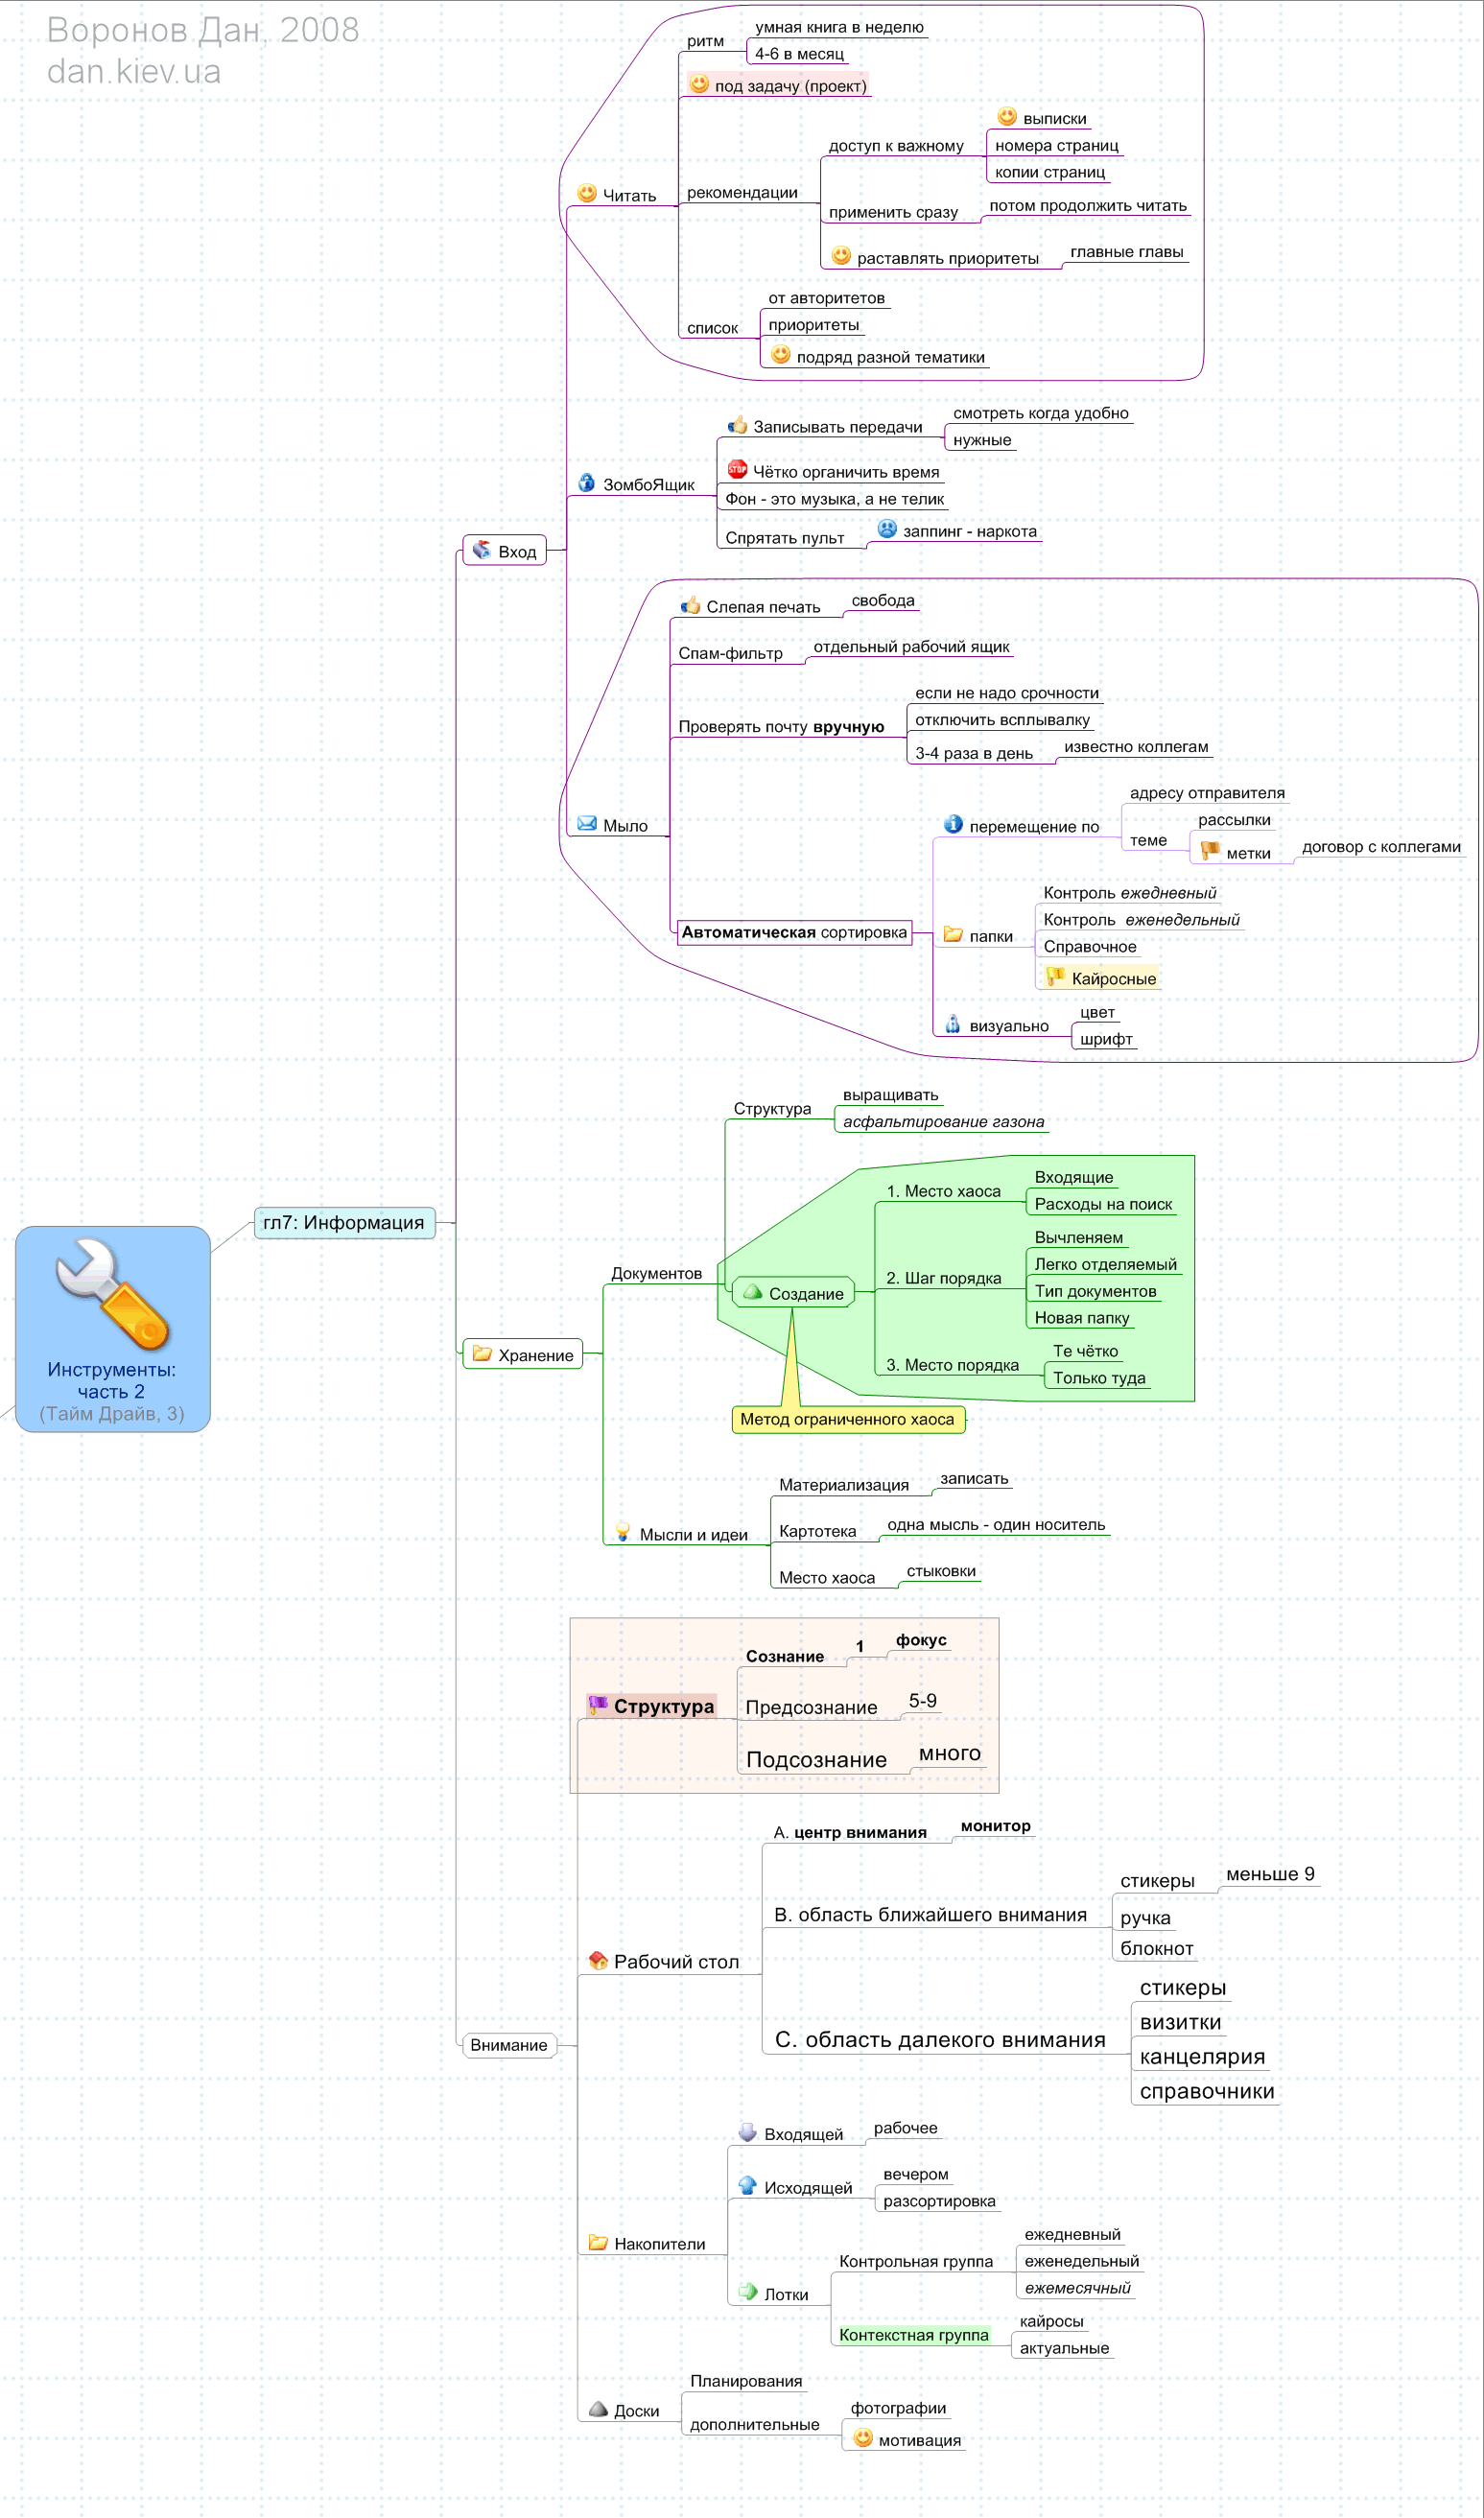 Воронов Дан, 2008
dan.kiev.ua
Инструменты:
часть 2
(Тайм Драйв, 3)
гл7: Информация
Вход
Читать
ритм
умная книга в неделю
4-6 в месяц
под задачу (проект)
рекомендации
доступ к важному
выписки
номера страниц
копии страниц
применить сразу
потом продолжить читать
раставлять приоритеты
главные главы
список
от авторитетов
приоритеты
подряд разной тематики
ЗомбоЯщик
Записывать передачи
смотреть когда удобно
нужные
STOP
Чётко органичить время
Фон - это музыка, а не телик
Спрятать пульт
заппинг - наркота
Мыло
Слепая печать
свобода
Спам-фильтр
отдельный рабочий ящик
Проверять почту вручную
если не надо срочности
отключить всплывалку
3-4 раза в день
известно коллегам
Автоматическая сортировка
перемещение по
адресу отправителя
теме
рассылки
метки
договор с коллегами
папки
Контроль ежедневный
Контроль еженедельный
Справочное
Кайросные
визуально
цвет
шрифт
Хранение
Документов
Структура
выращивать
асфальтирование газона
Создание
1. Место хаоса
Входящие
Расходы на поиск
2. Шаг порядка
Вычленяем
Легко отделяемый
Тип документов
Новая папку
3. Место порядка
Те чётко
Только туда
Метод ограниченного хаоса
Мысли и идеи
Материализация
записать
Картотека
одна мысль - один носитель
Место хаоса
стыковки
Внимание
Структура
Сознание
1
фокус
Предсознание
5-9
Подсознание
много
Рабочий стол
А. центр внимания
монитор
В. область ближайшего внимания
стикеры
меньше 9
ручка
блокнот
С. область далекого внимания
стикеры
визитки
канцелярия
справочники
Накопители
Входящей
рабочее
Исходящей
вечером
разсортировка
Лотки
Контрольная группа
ежедневный
еженедельный
ежемесячный
Контекстная группа
кайросы
актуальные
Доски
Планирования
дополнительные
фотографии
мотивация